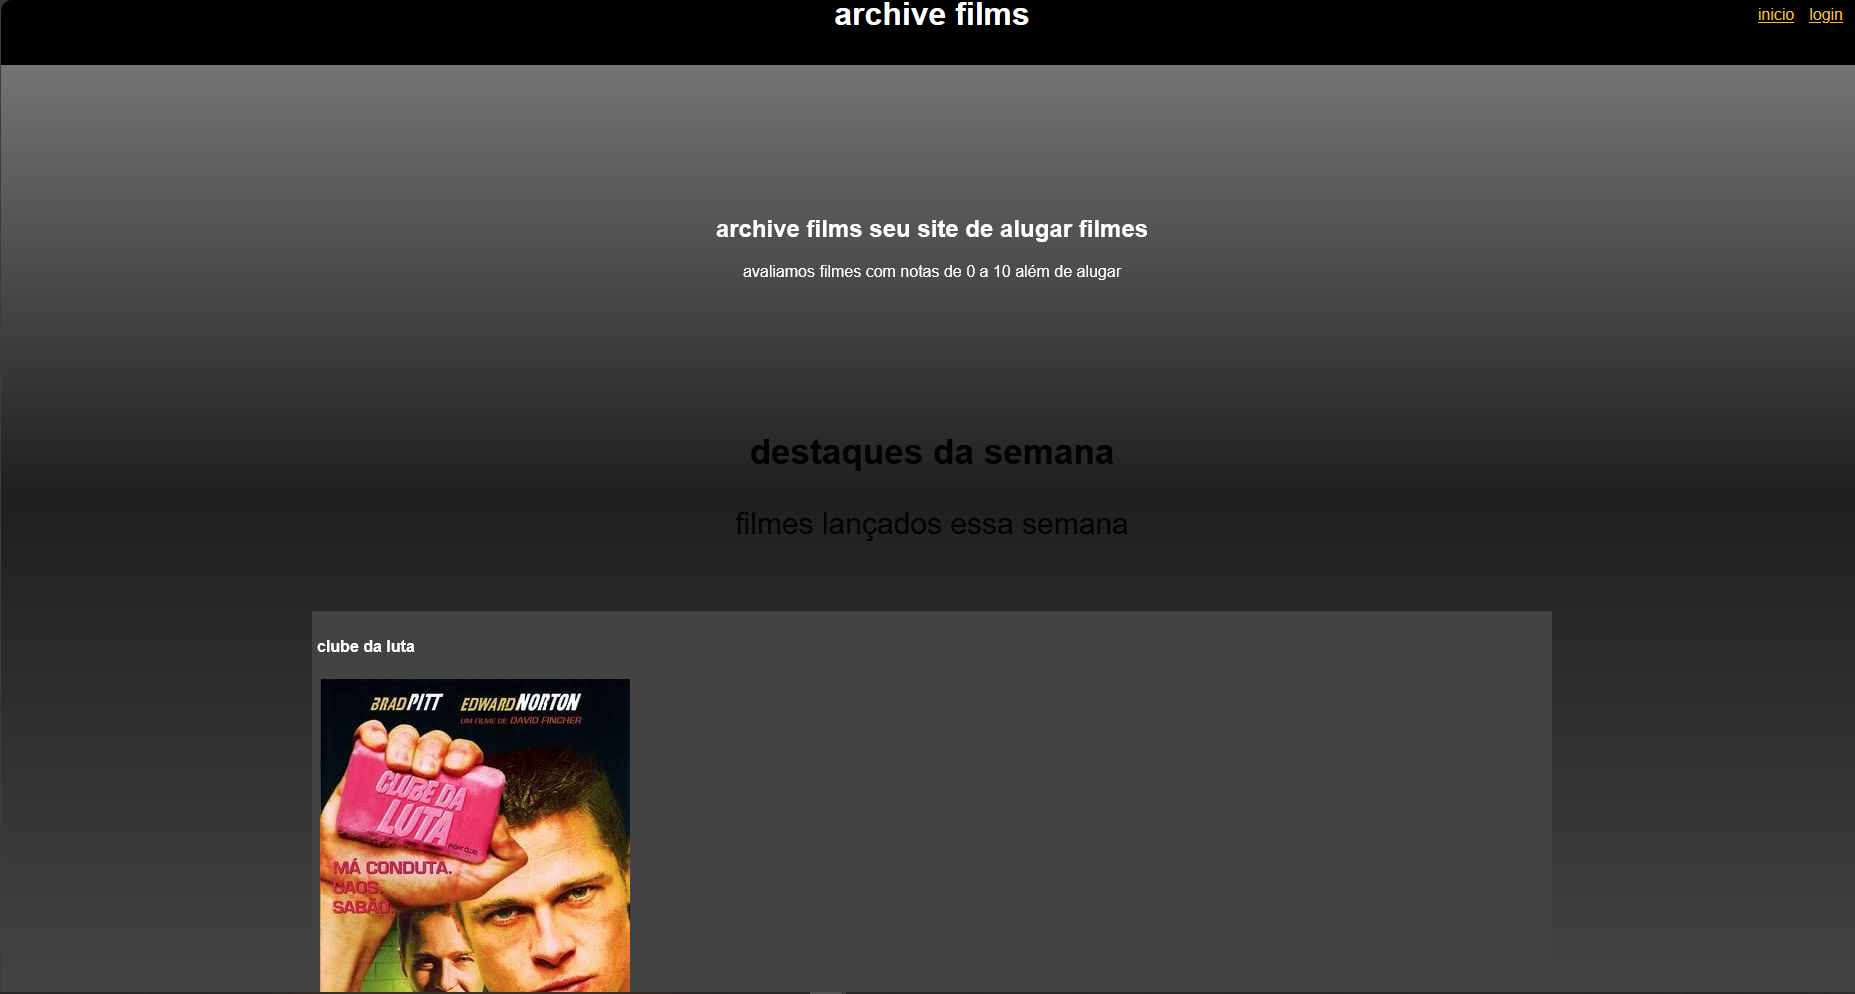 archive films
inicio login
archive films seu site de alugar filmes
avaliamos filmes com notas de 0 a 10 além de alugar
destaques da semana
filmes lançados essa semana
clube da luta
BRAD PITT EDWARD NORTON
UM FILME DE DAVID FINCHER
CLUBE DA
LUTA
(FIGHT CLUB)
MÁ CONDUTA.
CAOS.
SABÃO.